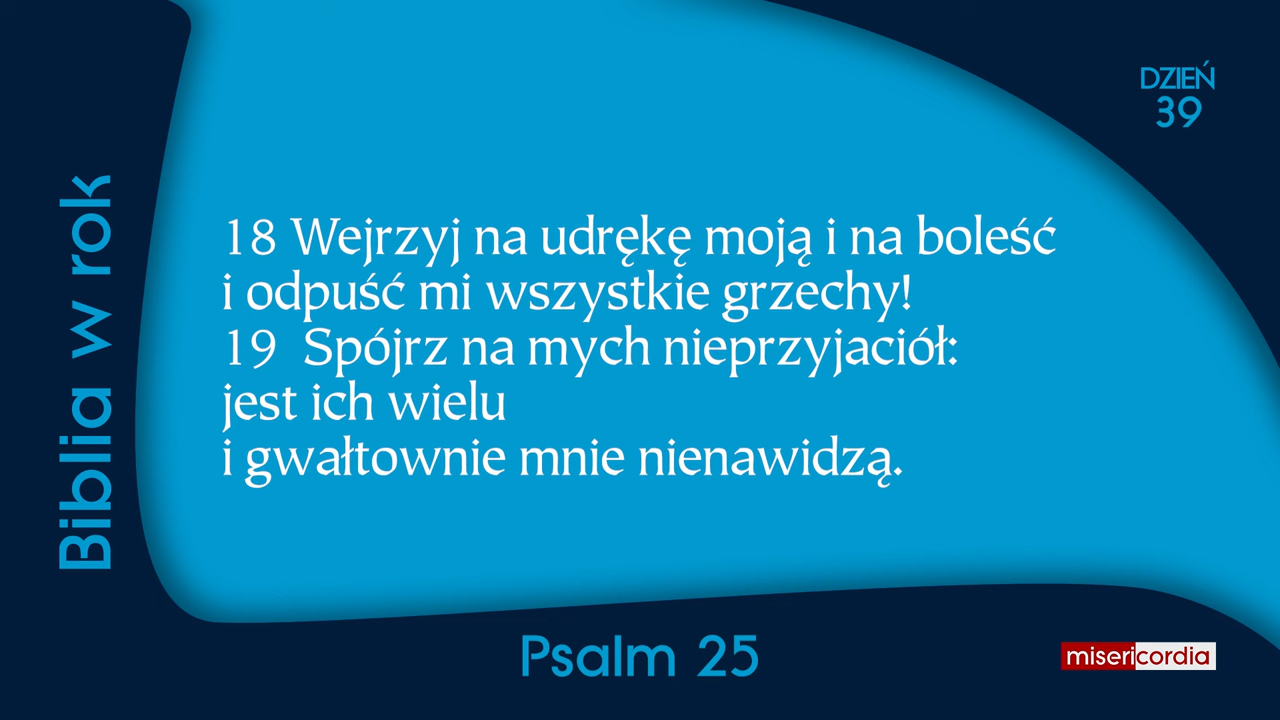 Biblia w rok
DZIEŃ
39
18 Wejrzyj na udrękę moją i na boleść
i odpuść mi wszystkie grzechy!
19 Spójrz na mych nieprzyjaciół:
jest ich wielu
i gwałtownie mnie nienawidzą.
Psalm 25
misericordia